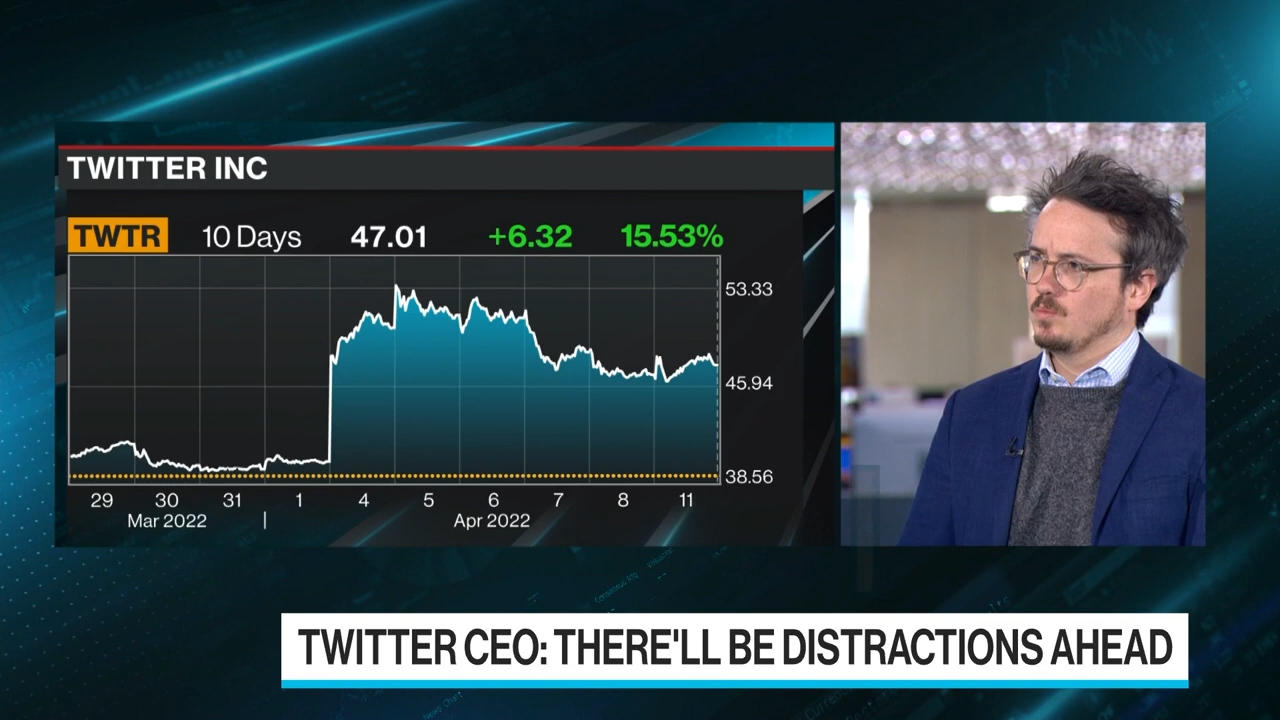 TWITTER INC
TWTR 10 Days 47.01 +6.32 15.53%
53.33
45.94
38.56
29 30 31 1 4 5 6 7 8 11
Mar 2022 | Apr 2022
TWITTER CEO: THERE'LL BE DISTRACTIONS AHEAD